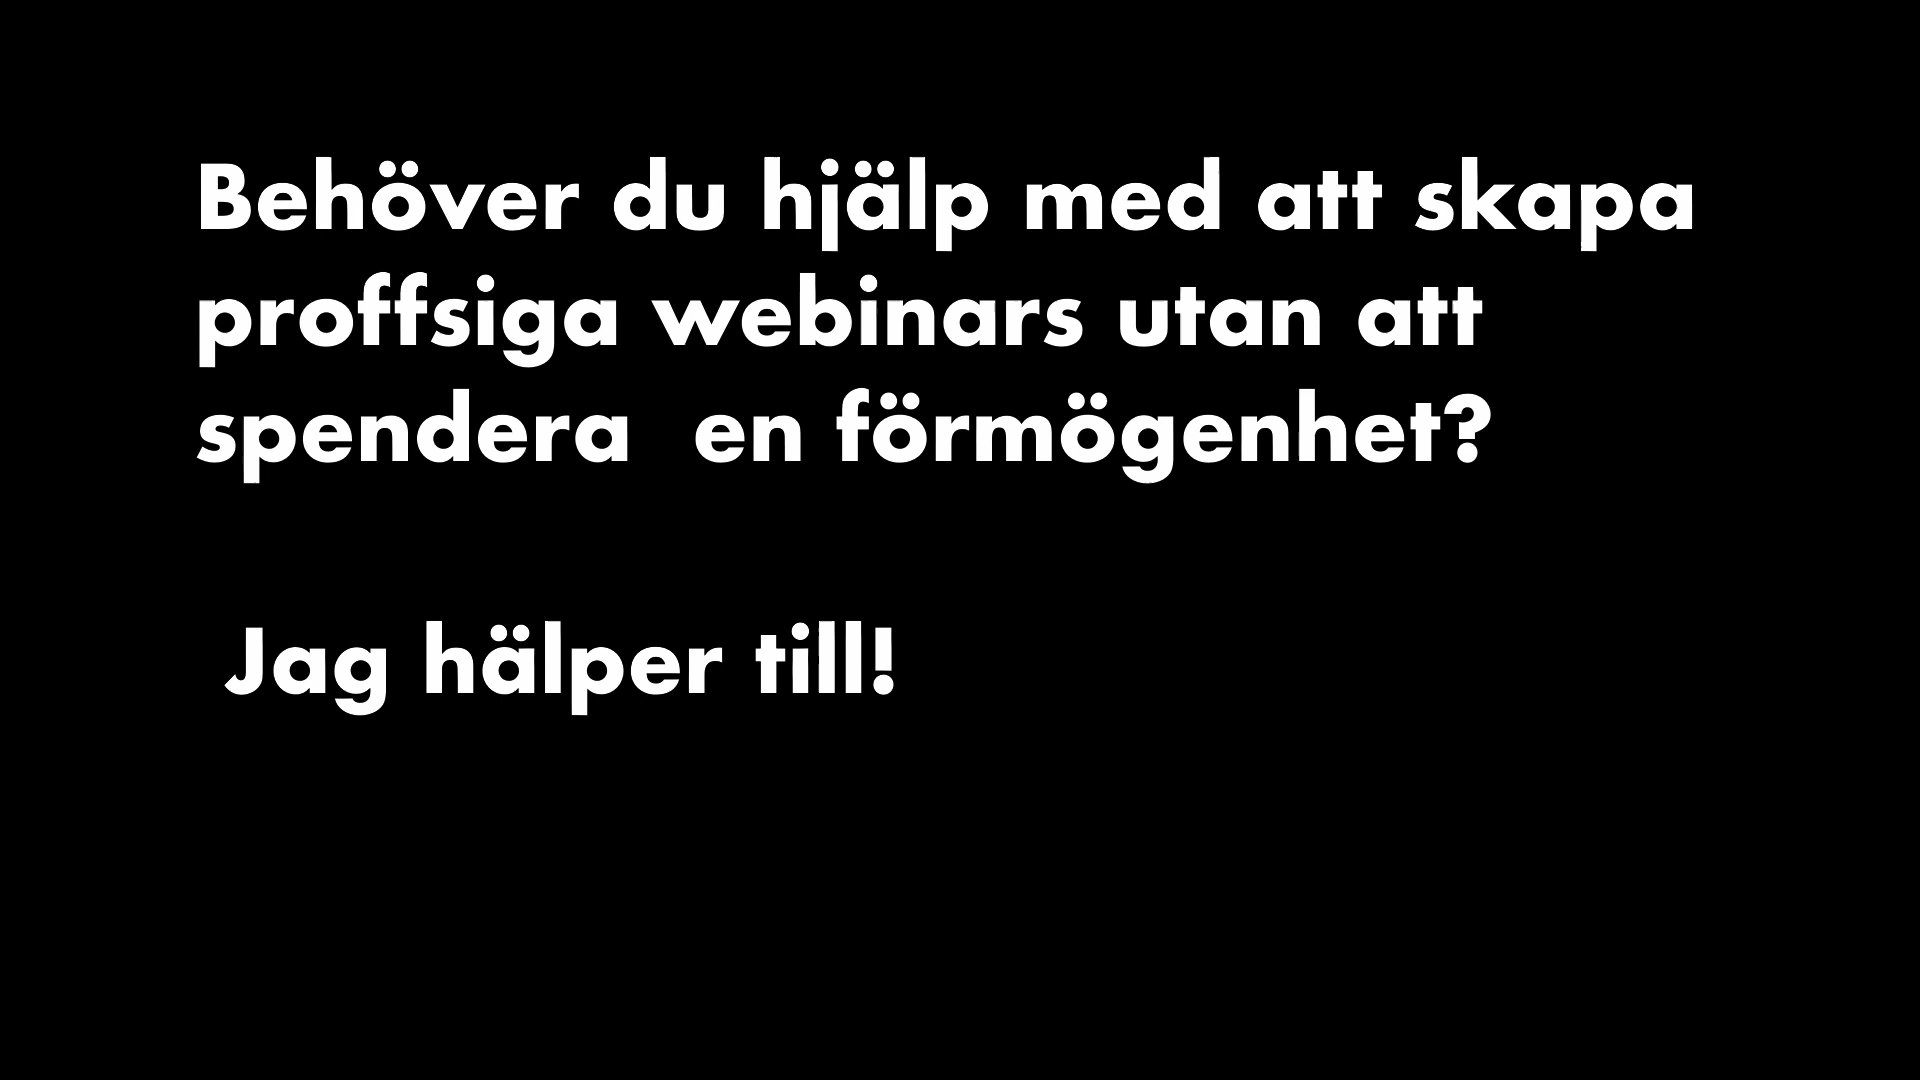 Behöver du hjälp med att skapa
proffsiga webinars utan att
spendera  en förmögenhet?
Jag hälper till!